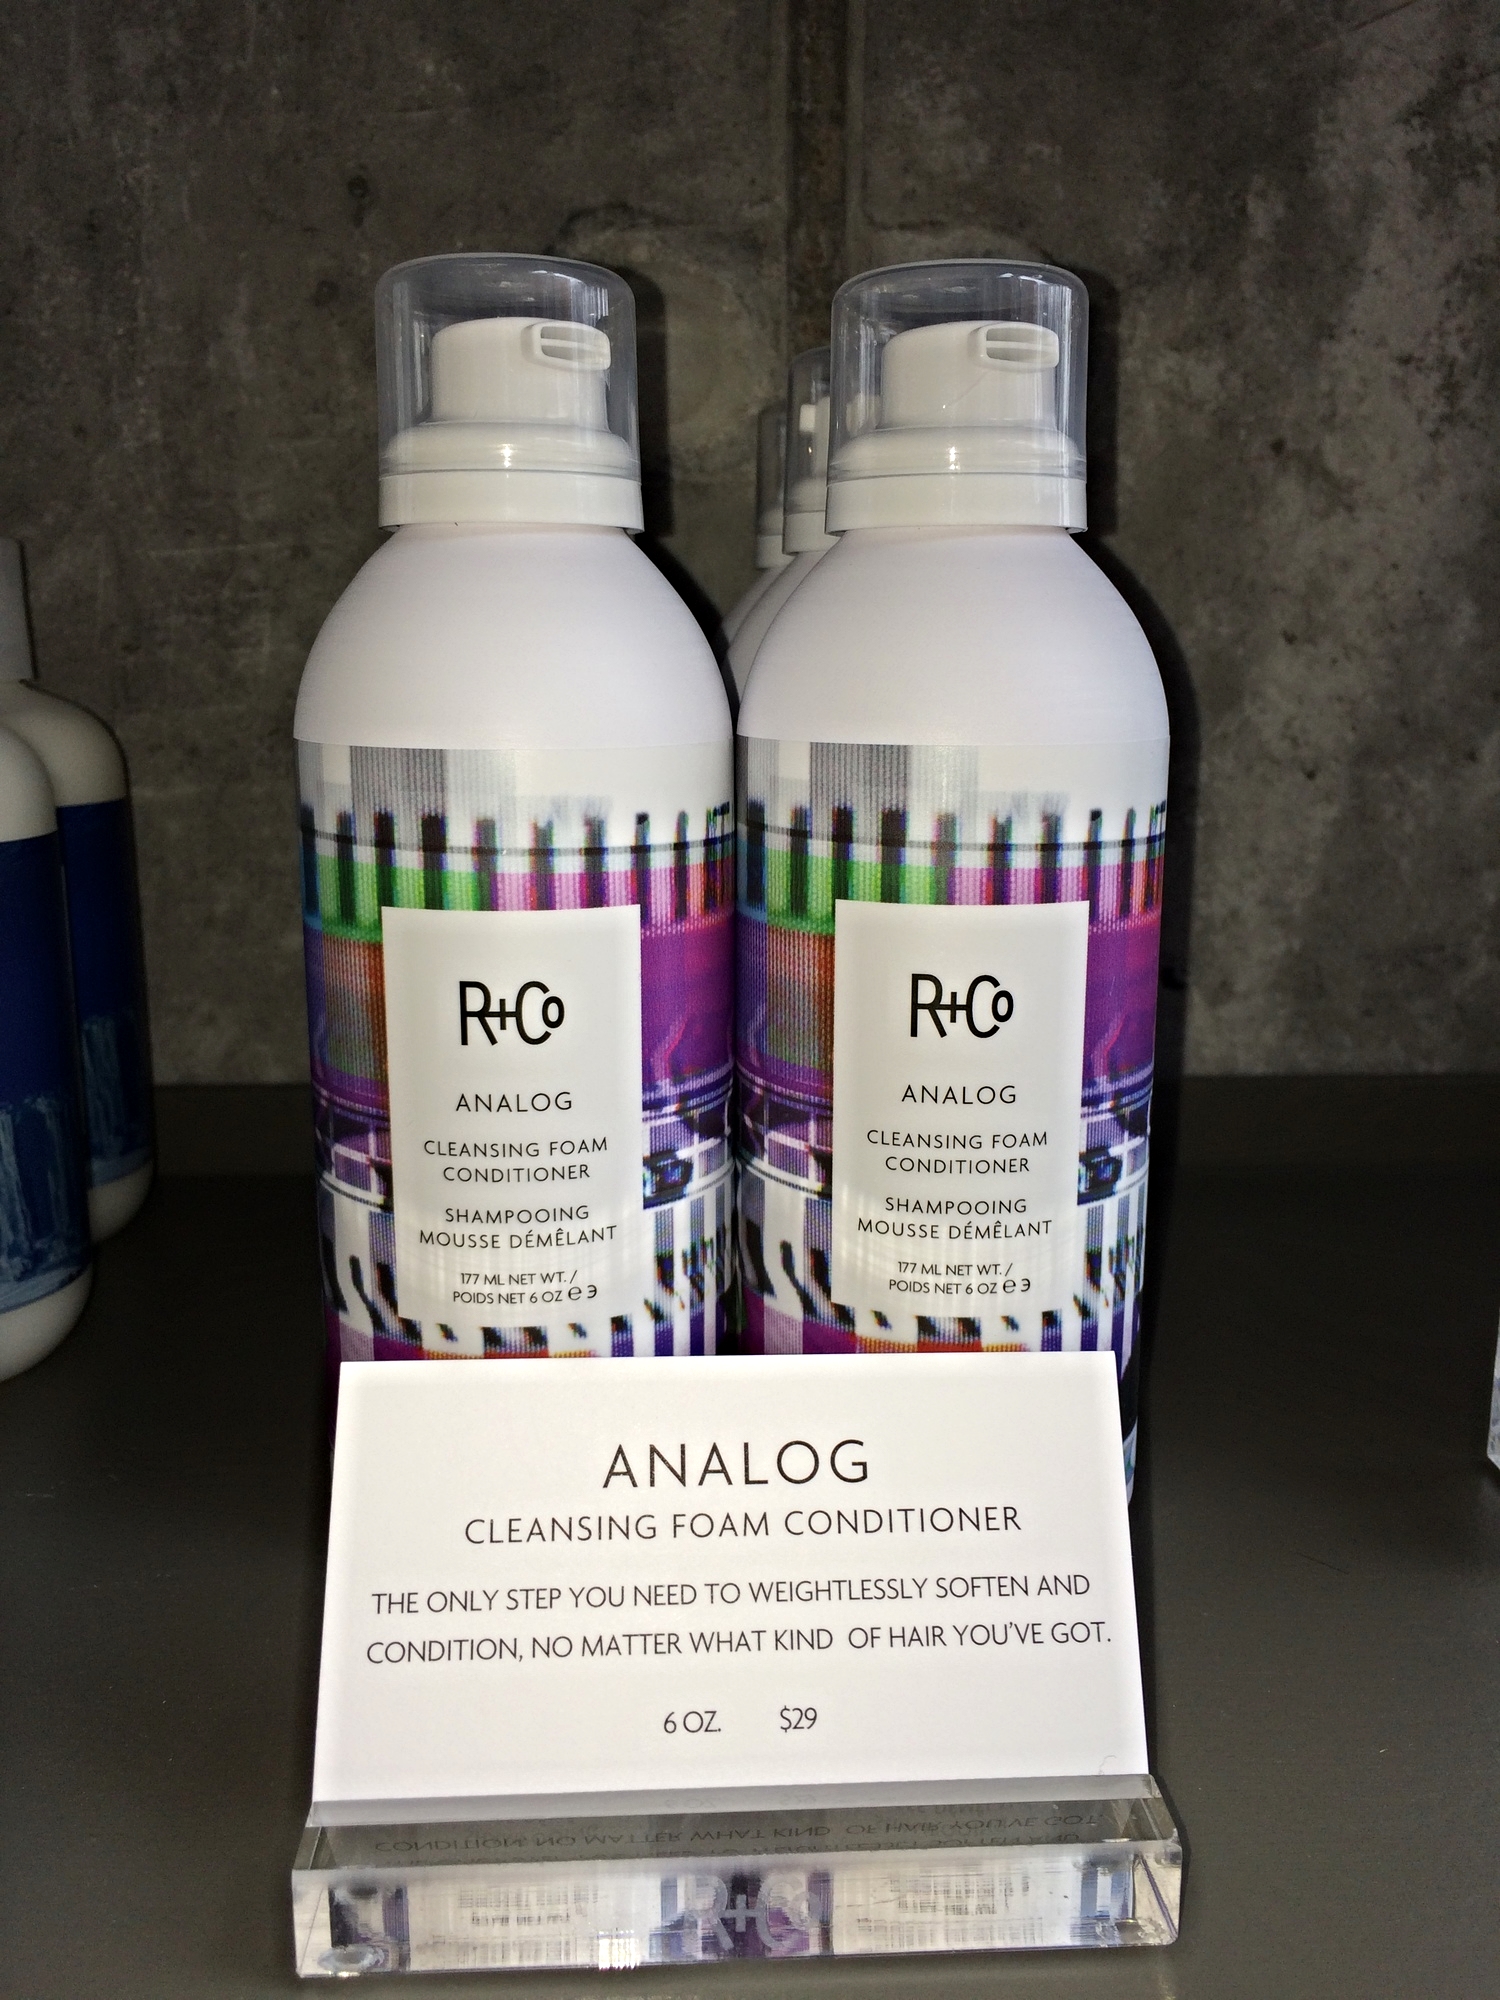 R+Co
ANALOG
CLEANSING FOAM
CONDITIONER
SHAMPOOING
MOUSSE DÉMÊLANT
177 ML NET WT. /
POIDS NET 6 OZ ℮ 3
R+Co
ANALOG
CLEANSING FOAM
CONDITIONER
SHAMPOOING
MOUSSE DÉMÊLANT
177 ML NET WT. /
POIDS NET 6 OZ ℮ 3
ANALOG
CLEANSING FOAM CONDITIONER
THE ONLY STEP YOU NEED TO WEIGHTLESSLY SOFTEN AND
CONDITION, NO MATTER WHAT KIND OF HAIR YOU'VE GOT.
6 OZ. $29
R+Co